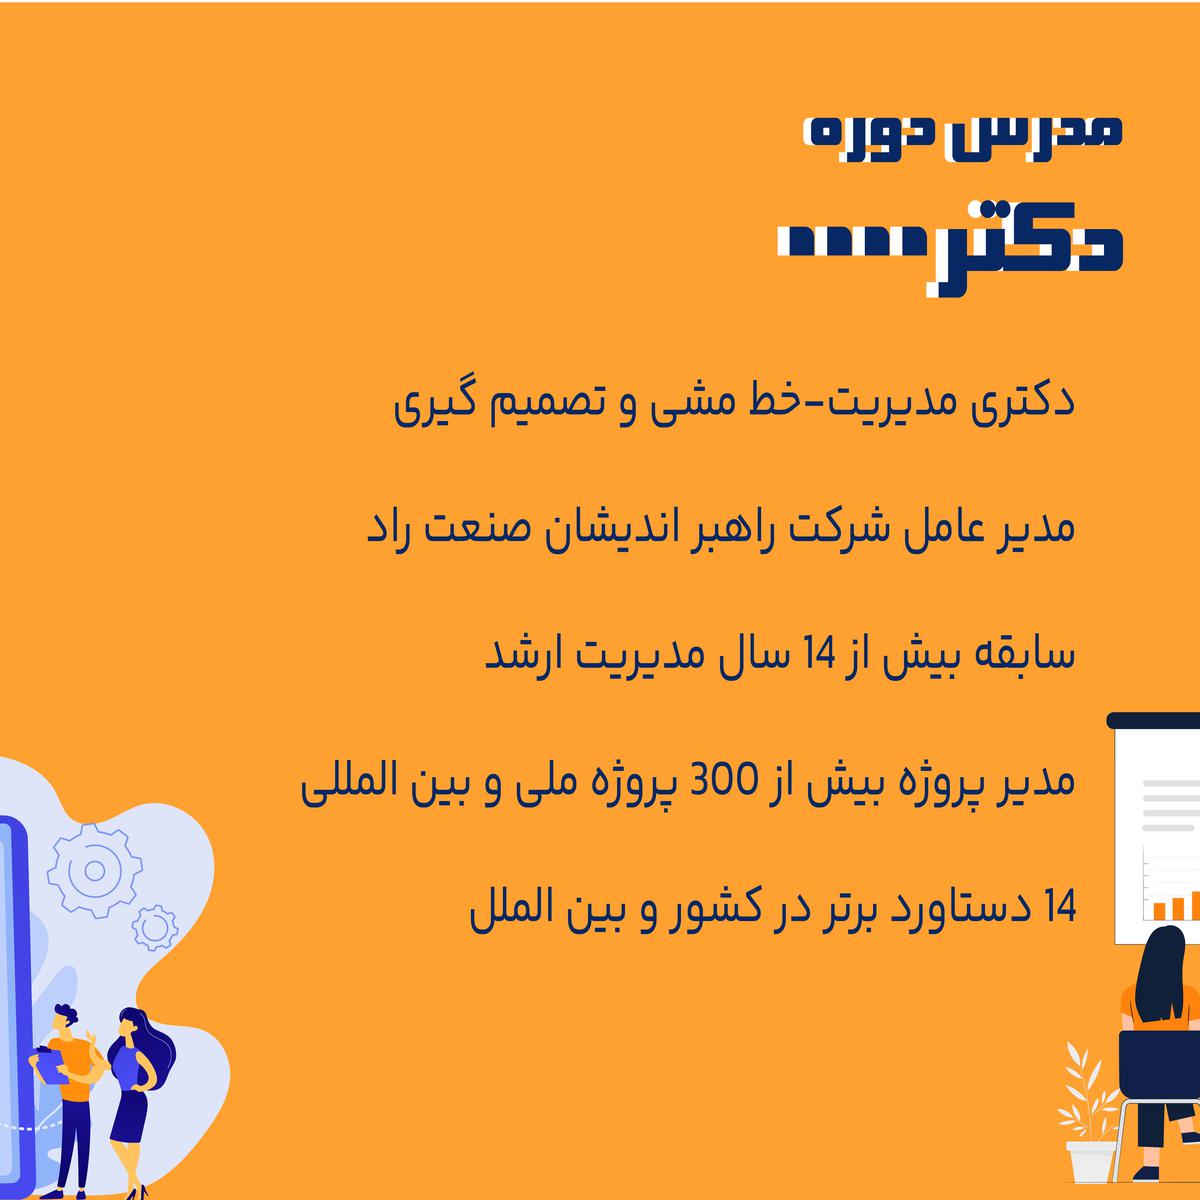 مدرس دوره
دکتر....
دکتری مدیریت-خط مشی و تصمیم گیری
مدیر عامل شرکت راهبر اندیشان صنعت راد
سابقه بیش از 14 سال مدیریت ارشد
مدیر پروژه بیش از 300 پروژه ملی و بین المللی
14 دستاورد برتر در کشور و بین الملل